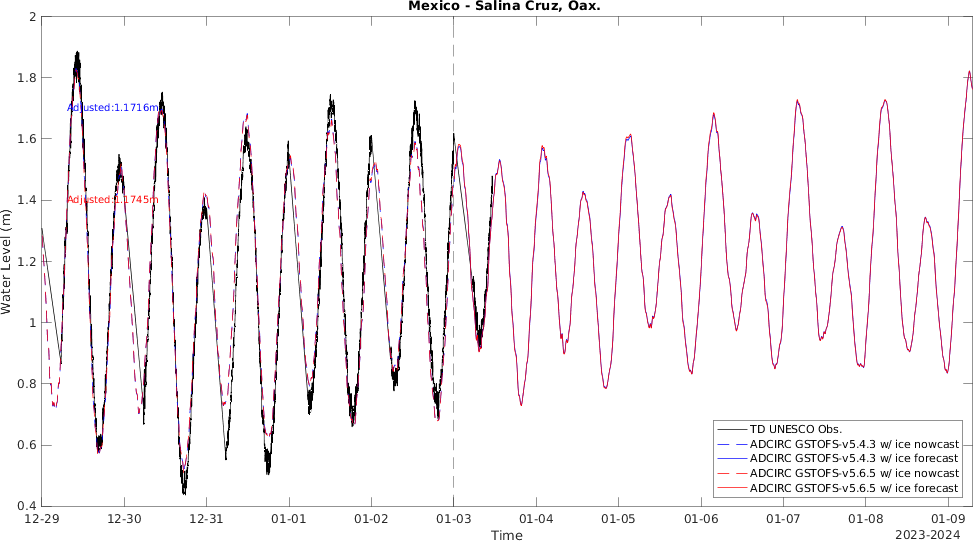 Mexico - Salina Cruz, Oax.
Water Level (m)
2
1.8
1.6
1.4
1.2
1
0.8
0.6
0.4
Adjusted:1.1716m
Adjusted:1.1745m
TD UNESCO Obs.
ADCIRC GSTOFS-v5.4.3 w/ ice nowcast
ADCIRC GSTOFS-v5.4.3 w/ ice forecast
ADCIRC GSTOFS-v5.6.5 w/ ice nowcast
ADCIRC GSTOFS-v5.6.5 w/ ice forecast
12-29 12-30 12-31 01-01 01-02 01-03 01-04 01-05 01-06 01-07 01-08 01-09
Time
2023-2024